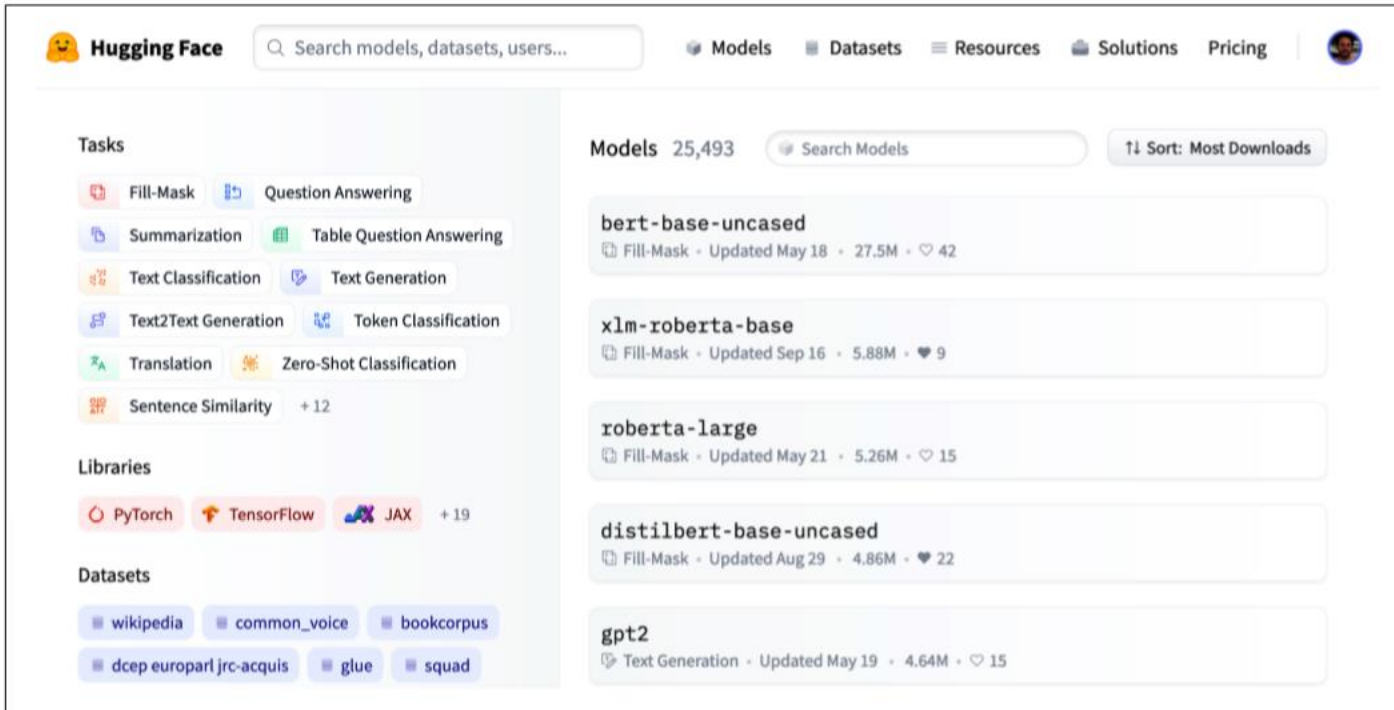 Hugging Face Search models, datasets, users... Models Datasets Resources Solutions Pricing
Tasks
Fill-Mask Question Answering
Summarization Table Question Answering
Text Classification Text Generation
Text2Text Generation Token Classification
Translation Zero-Shot Classification
Sentence Similarity +12
Libraries
PyTorch TensorFlow JAX +19
Datasets
wikipedia common_voice bookcorpus
dcep europarl jrc-acquis glue squad
Models 25,493 Search Models ↑↓ Sort: Most Downloads
bert-base-uncased
Fill-Mask • Updated May 18 • 27.5M • ♡ 42
xlm-roberta-base
Fill-Mask • Updated Sep 16 • 5.88M • ♥ 9
roberta-large
Fill-Mask • Updated May 21 • 5.26M • ♡ 15
distilbert-base-uncased
Fill-Mask • Updated Aug 29 • 4.86M • ♥ 22
gpt2
Text Generation • Updated May 19 • 4.64M • ♡ 15